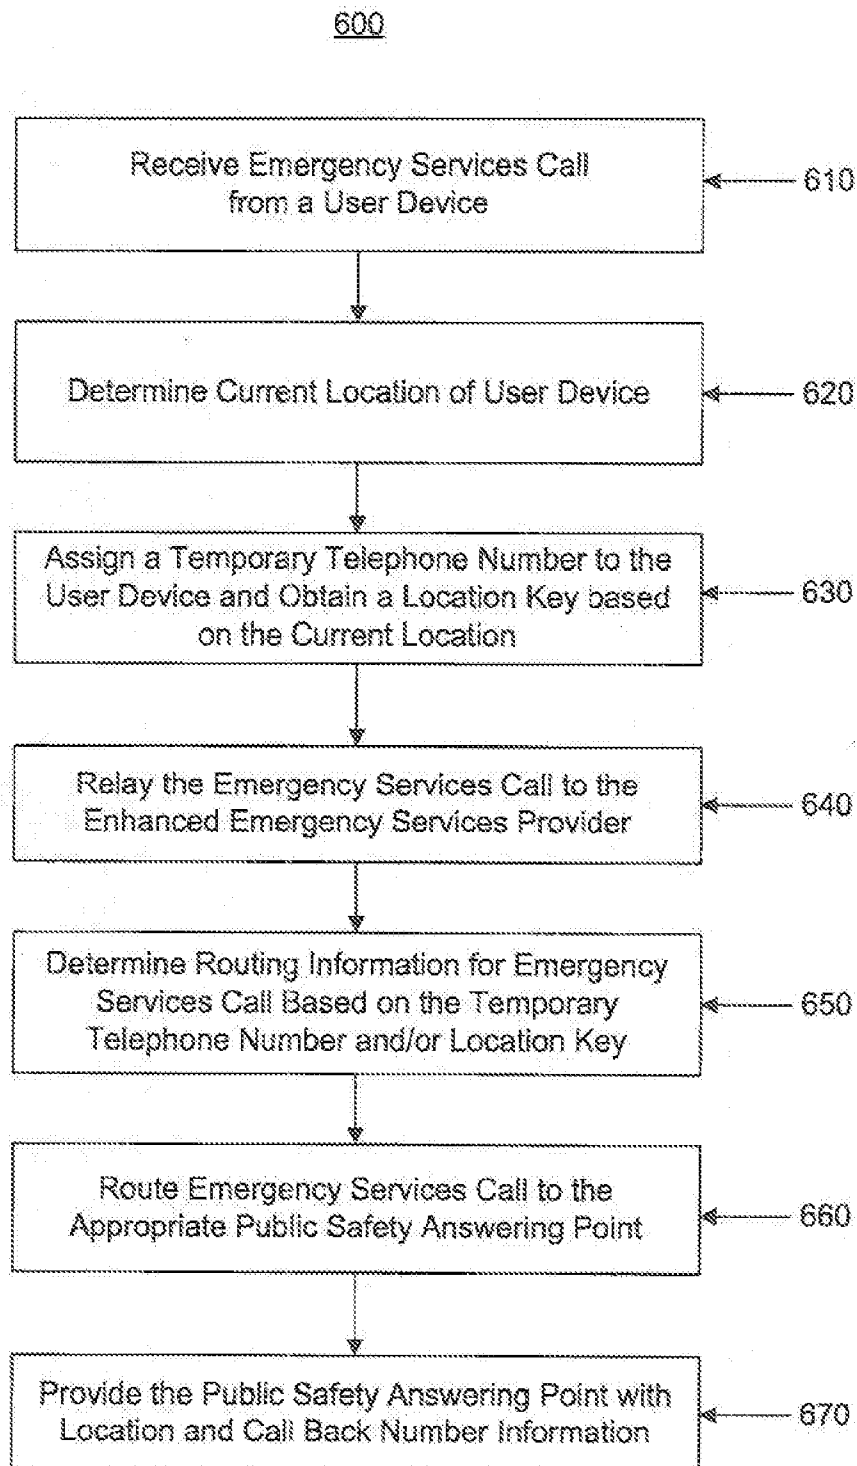 600
Receive Emergency Services Call
from a User Device
610
Determine Current Location of User Device
620
Assign a Temporary Telephone Number to the
User Device and Obtain a Location Key based
on the Current Location
630
Relay the Emergency Services Call to the
Enhanced Emergency Services Provider
640
Determine Routing Information for Emergency
Services Call Based on the Temporary
Telephone Number and/or Location Key
650
Route Emergency Services Call to the
Appropriate Public Safety Answering Point
660
Provide the Public Safety Answering Point with
Location and Call Back Number Information
670